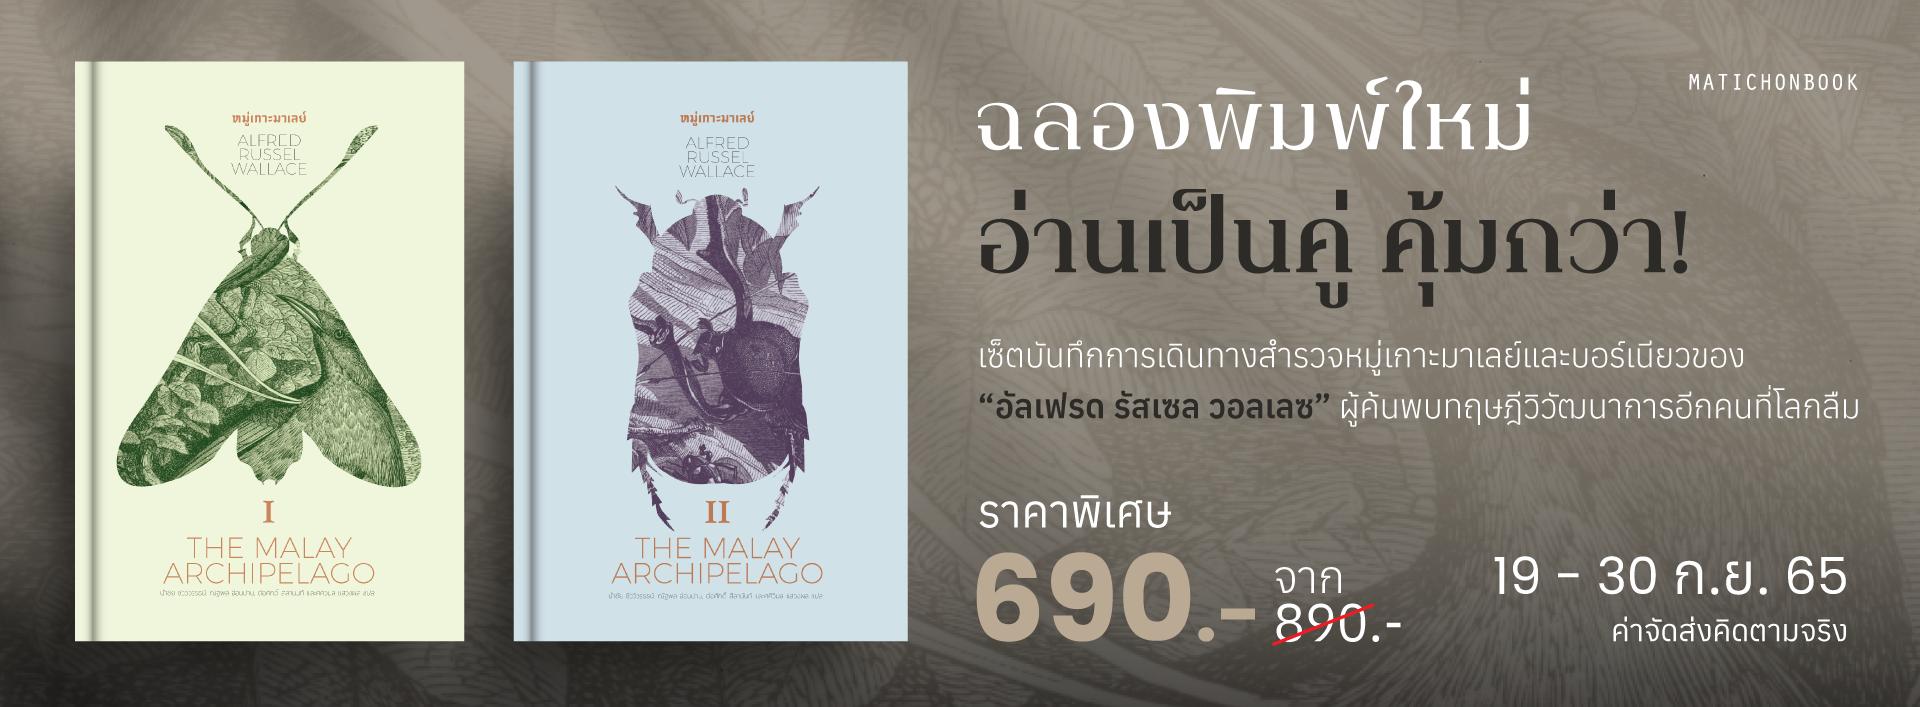 หมู่เกาะมาเลย์
ALFRED
RUSSEL
WALLACE
I
THE MALAY
ARCHIPELAGO
หมู่เกาะมาเลย์
ALFRED
RUSSEL
WALLACE
II
THE MALAY
ARCHIPELAGO
MATICHONBOOK
ฉลองพิมพ์ใหม่
อ่านเป็นคู่ คุ้มกว่า!
เซ็ตบันทึกการเดินทางสำรวจหมู่เกาะมาเลย์และบอร์เนียวของ
“อัลเฟรด รัสเซล วอลเลซ” ผู้ค้นพบทฤษฎีวิวัฒนาการอีกคนที่โลกลืม
ราคาพิเศษ
690.-
จาก
890.-
19 - 30 ก.ย. 65
ค่าจัดส่งคิดตามจริง